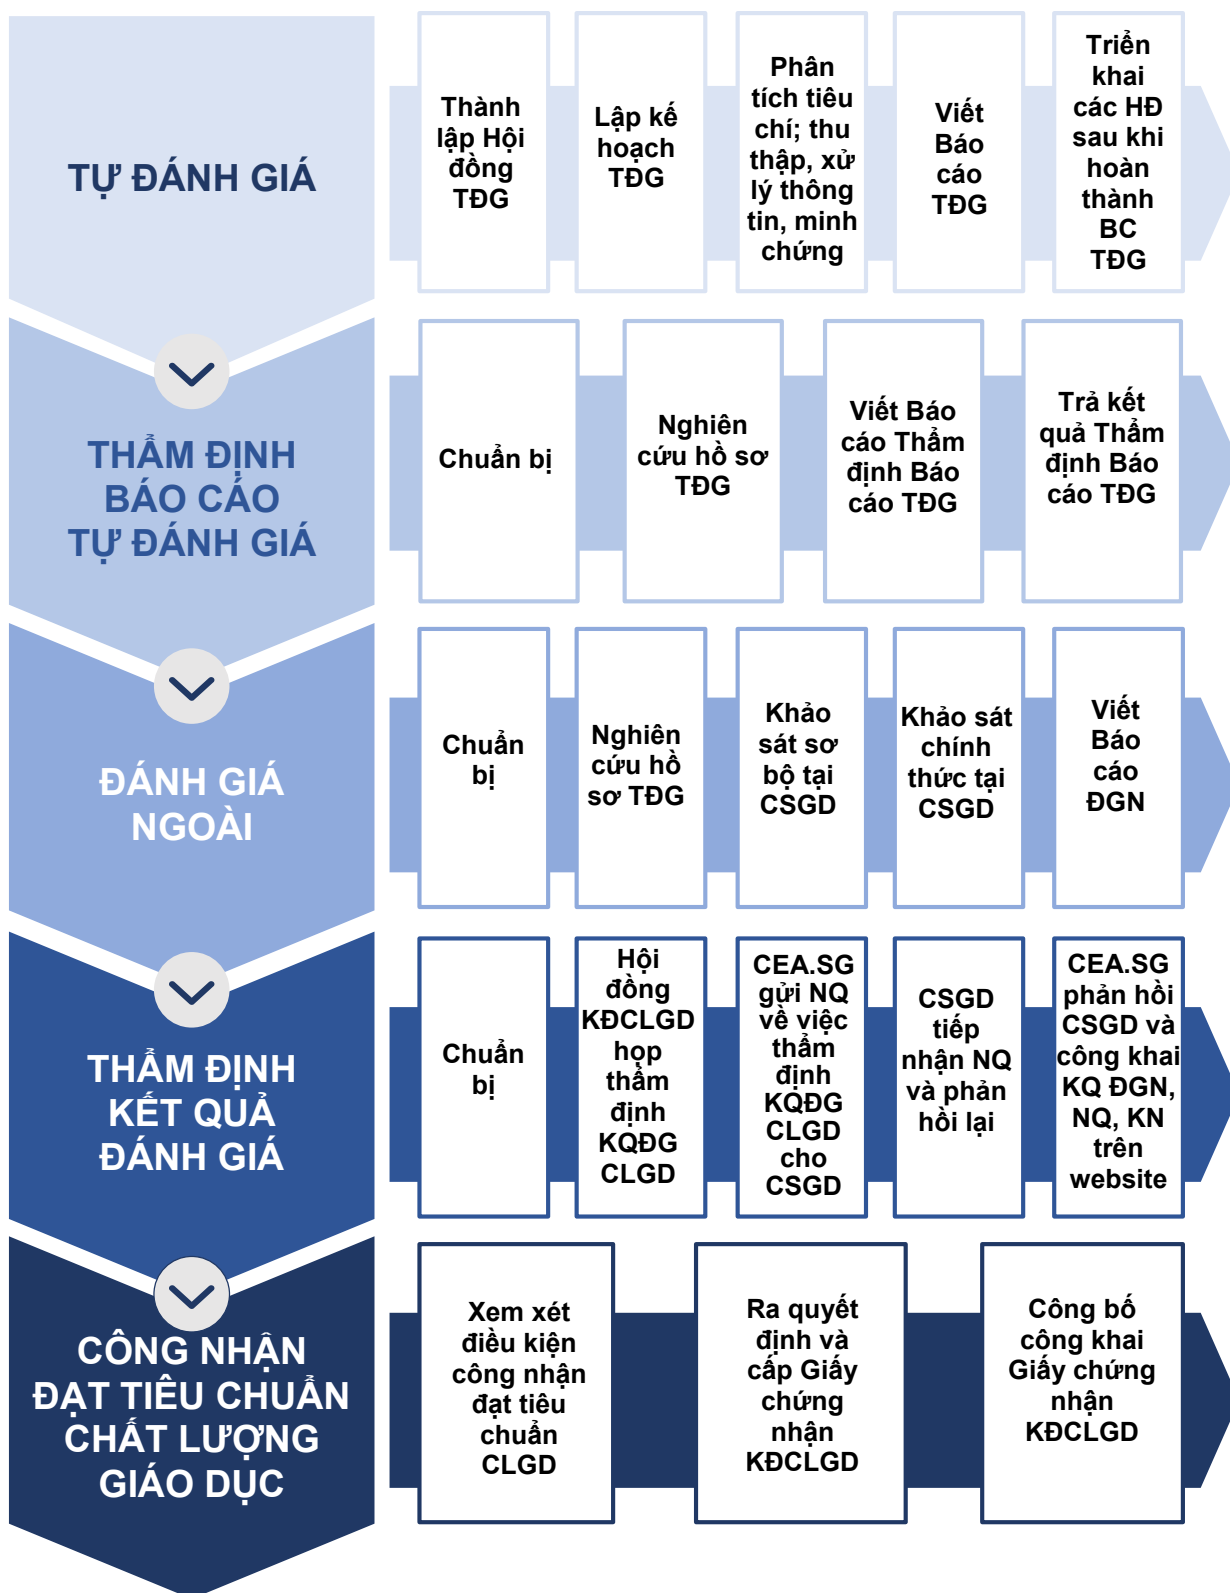 TỰ ĐÁNH GIÁ
Thành
lập Hội
đồng
TĐG
Lập kế
hoạch
TĐG
Phân
tích tiêu
chí; thu
thập, xử
lý thông
tin, minh
chứng
Viết
Báo
cáo
TĐG
Triển
khai
các HĐ
sau khi
hoàn
thành
BC
TĐG
THẨM ĐỊNH
BÁO CÁO
TỰ ĐÁNH GIÁ
Chuẩn bị
Nghiên
cứu hồ sơ
TĐG
Viết Báo
cáo Thẩm
định Báo
cáo TĐG
Trả kết
quả Thẩm
định Báo
cáo TĐG
ĐÁNH GIÁ
NGOÀI
Chuẩn
bị
Nghiên
cứu hồ
sơ TĐG
Khảo
sát sơ
bộ tại
CSGD
Khảo sát
chính
thức tại
CSGD
Viết
Báo
cáo
ĐGN
THẨM ĐỊNH
KẾT QUẢ
ĐÁNH GIÁ
Chuẩn
bị
Hội
đồng
KĐCLGD
họp
thẩm
định
KQĐG
CLGD
CEA.SG
gửi NQ
về việc
thẩm
định
KQĐG
CLGD
cho
CSGD
CSGD
tiếp
nhận NQ
và phản
hồi lại
CEA.SG
phản hồi
CSGD và
công khai
KQ ĐGN,
NQ, KN
trên
website
CÔNG NHẬN
ĐẠT TIÊU CHUẨN
CHẤT LƯỢNG
GIÁO DỤC
Xem xét
điều kiện
công nhận
đạt tiêu
chuẩn
CLGD
Ra quyết
định và
cấp Giấy
chứng
nhận
KĐCLGD
Công bố
công khai
Giấy chứng
nhận
KĐCLGD